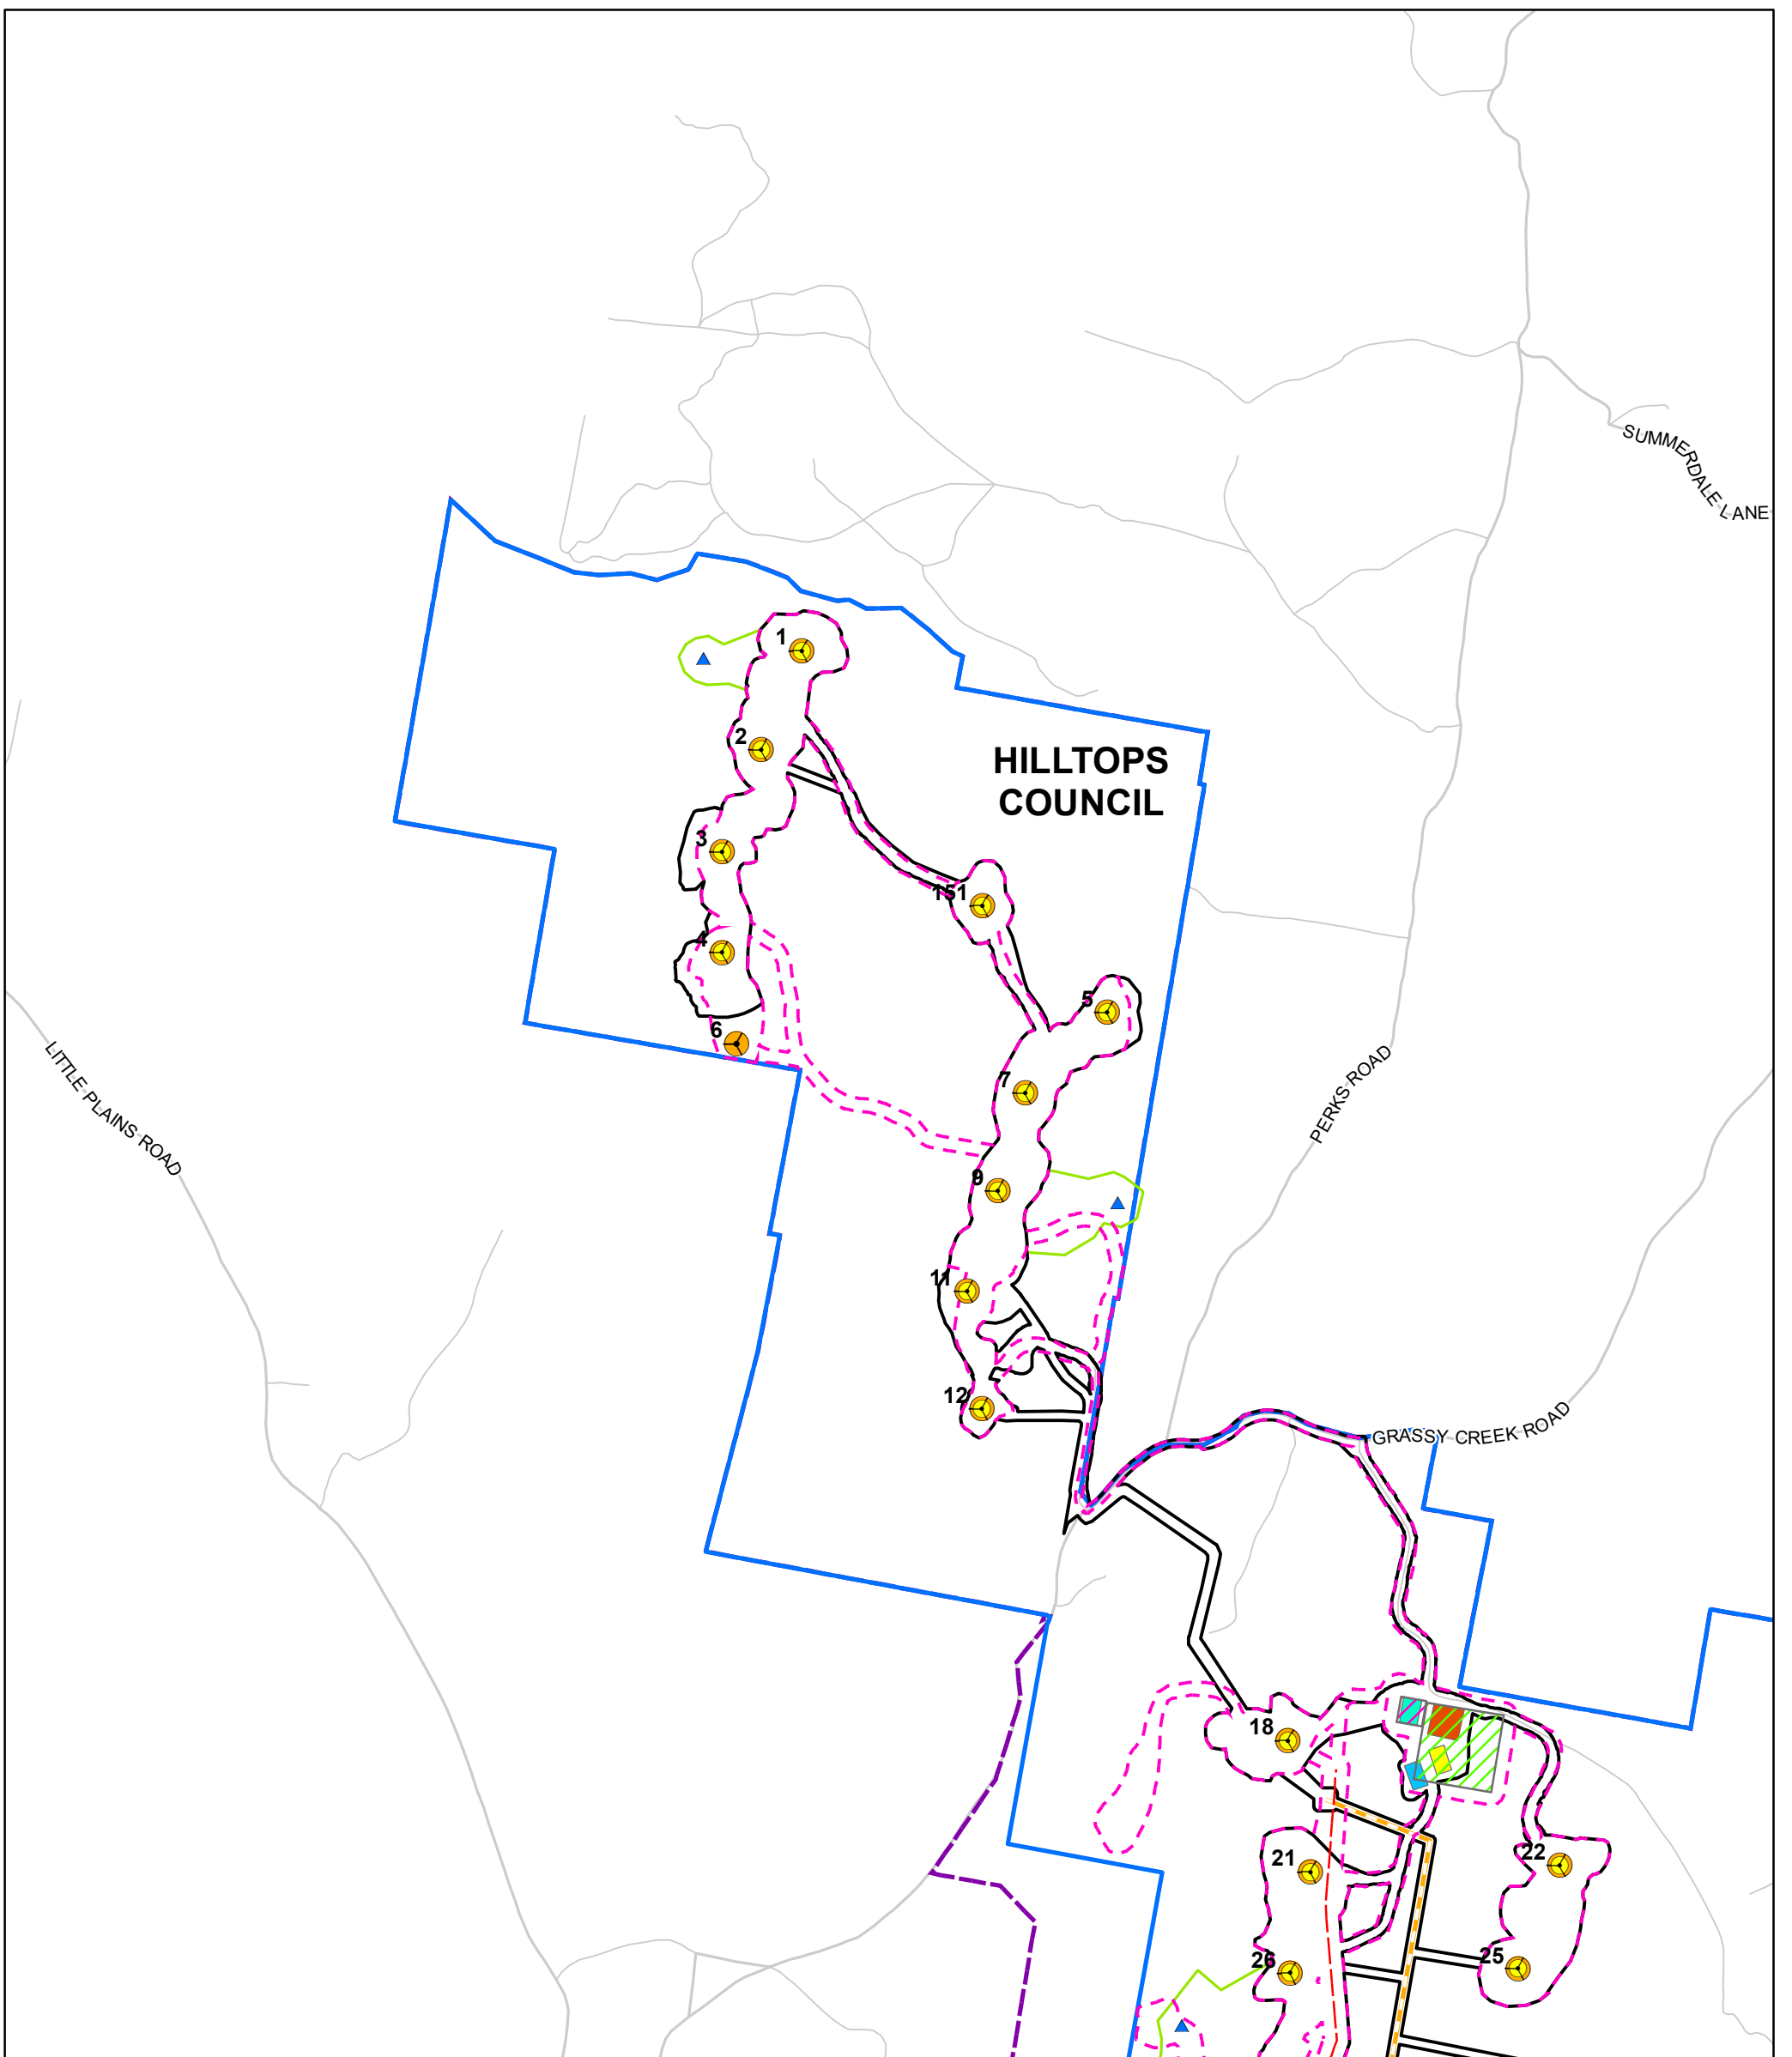 SUMMERDALE LANE
1
2
HILLTOPS
COUNCIL
3
151
4
5
6
7
LITTLE PLAINS ROAD
PERKS ROAD
9
11
12
GRASSY CREEK ROAD
18
21
22
26
25